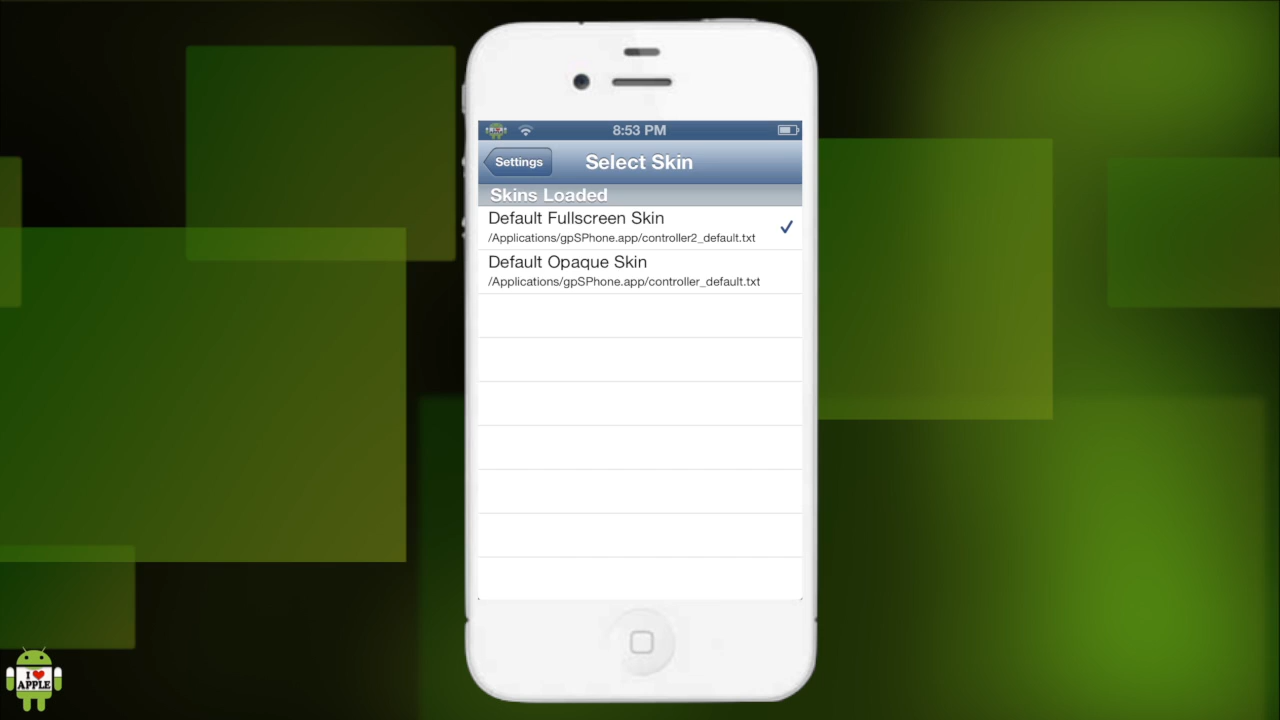 8:53 PM
Settings
Select Skin
Skins Loaded
Default Fullscreen Skin
/Applications/gpSPhone.app/controller2_default.txt
Default Opaque Skin
/Applications/gpSPhone.app/controller_default.txt
I ❤ 
APPLE